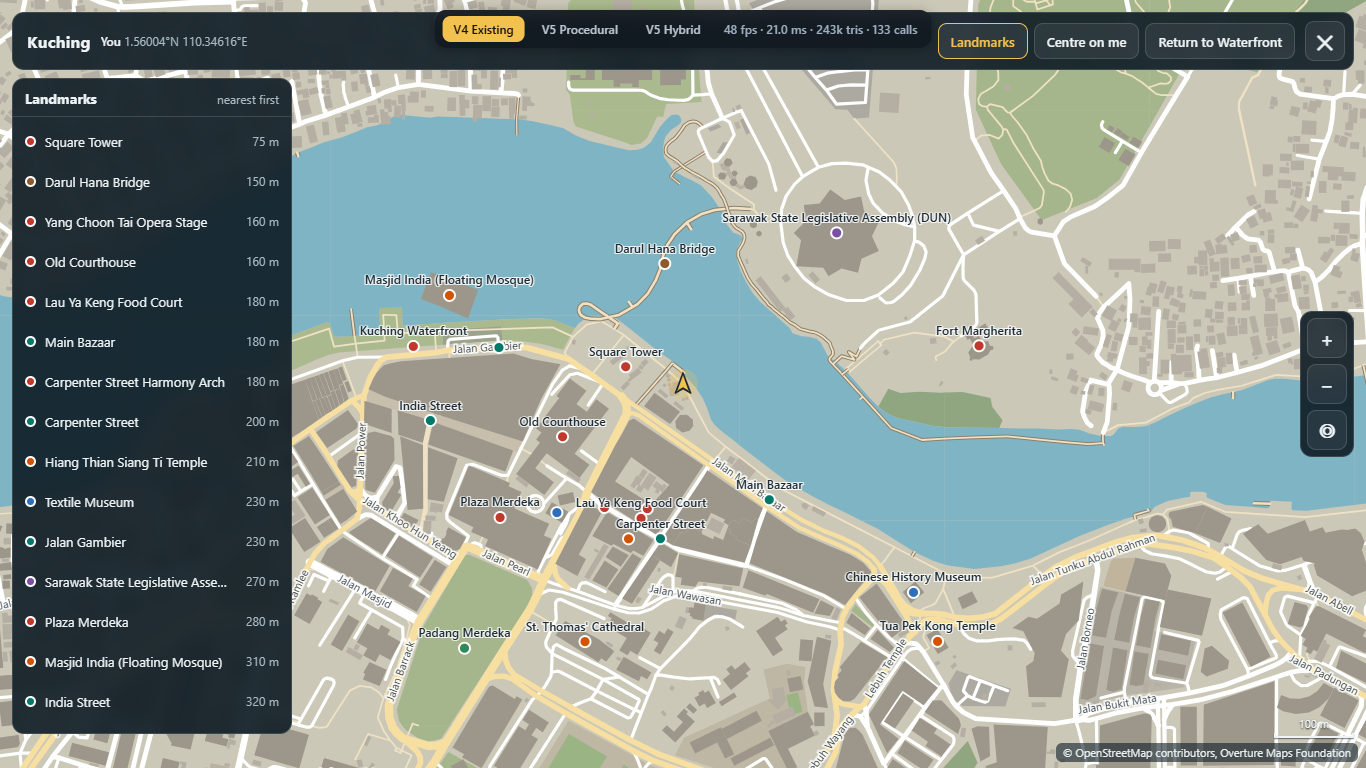 Kuching You 1.56004°N 110.34616°E
V4 Existing V5 Procedural V5 Hybrid 48 fps · 21.0 ms · 243k tris · 133 calls
Landmarks Centre on me Return to Waterfront
Landmarks nearest first
Square Tower 75 m
Darul Hana Bridge 150 m
Yang Choon Tai Opera Stage 160 m
Old Courthouse 160 m
Lau Ya Keng Food Court 180 m
Main Bazaar 180 m
Carpenter Street Harmony Arch 180 m
Carpenter Street 200 m
Hiang Thian Siang Ti Temple 210 m
Textile Museum 230 m
Jalan Gambier 230 m
Sarawak State Legislative Asse... 270 m
Plaza Merdeka 280 m
Masjid India (Floating Mosque) 310 m
India Street 320 m
Sarawak State Legislative Assembly (DUN)
Darul Hana Bridge
Masjid India (Floating Mosque)
Kuching Waterfront
Fort Margherita
Square Tower
India Street
Old Courthouse
Jalan Power
Main Bazaar
Plaza Merdeka
Lau Ya Keng Food Court
Carpenter Street
Jalan Khoo Hun Yeang
Jalan Pearl
Jalan Masjid
Jalan Tunku Abdul Rahman
Chinese History Museum
Jalan Wawasan
Jalan Abell
Padang Merdeka
St. Thomas' Cathedral
Tua Pek Kong Temple
Jalan Borneo
Jalan Barrack
Lebuh Temple
Jalan Padungan
Jalan Bukit Mata
100 m
© OpenStreetMap contributors, Overture Maps Foundation